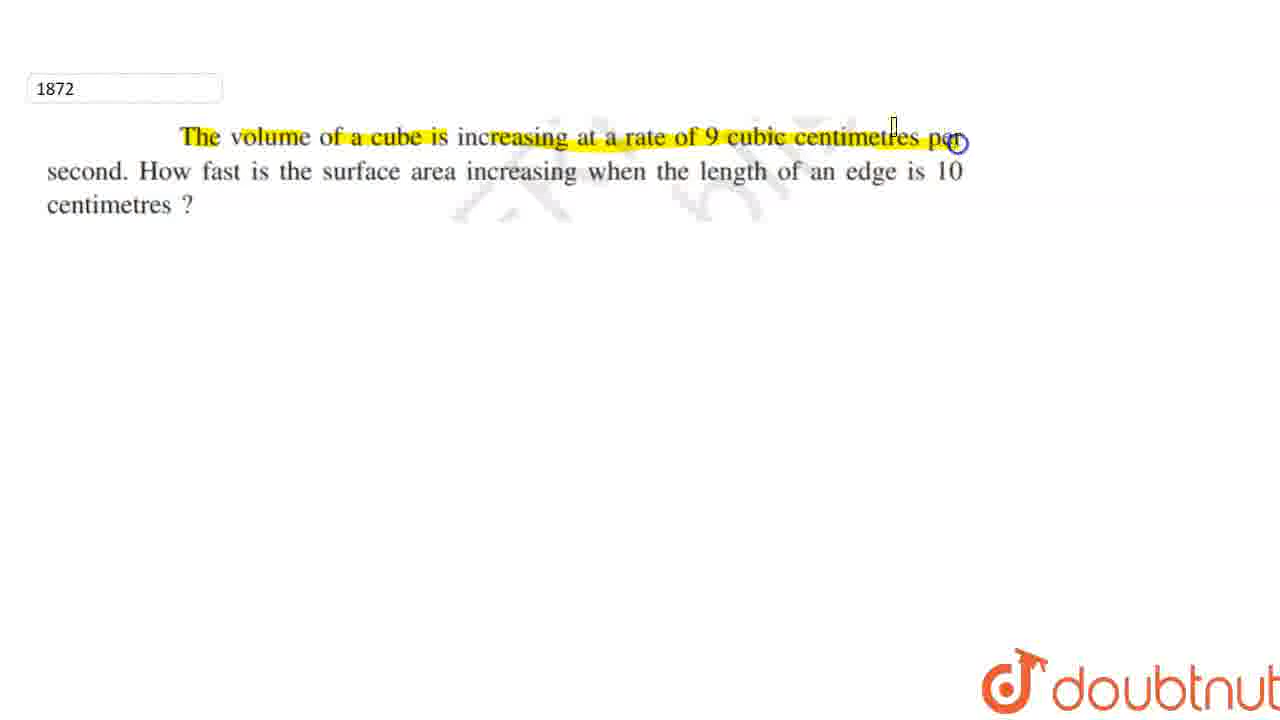 1872
The volume of a cube is increasing at a rate of 9 cubic centimetres per
second. How fast is the surface area increasing when the length of an edge is 10
centimetres ?
doubtnut